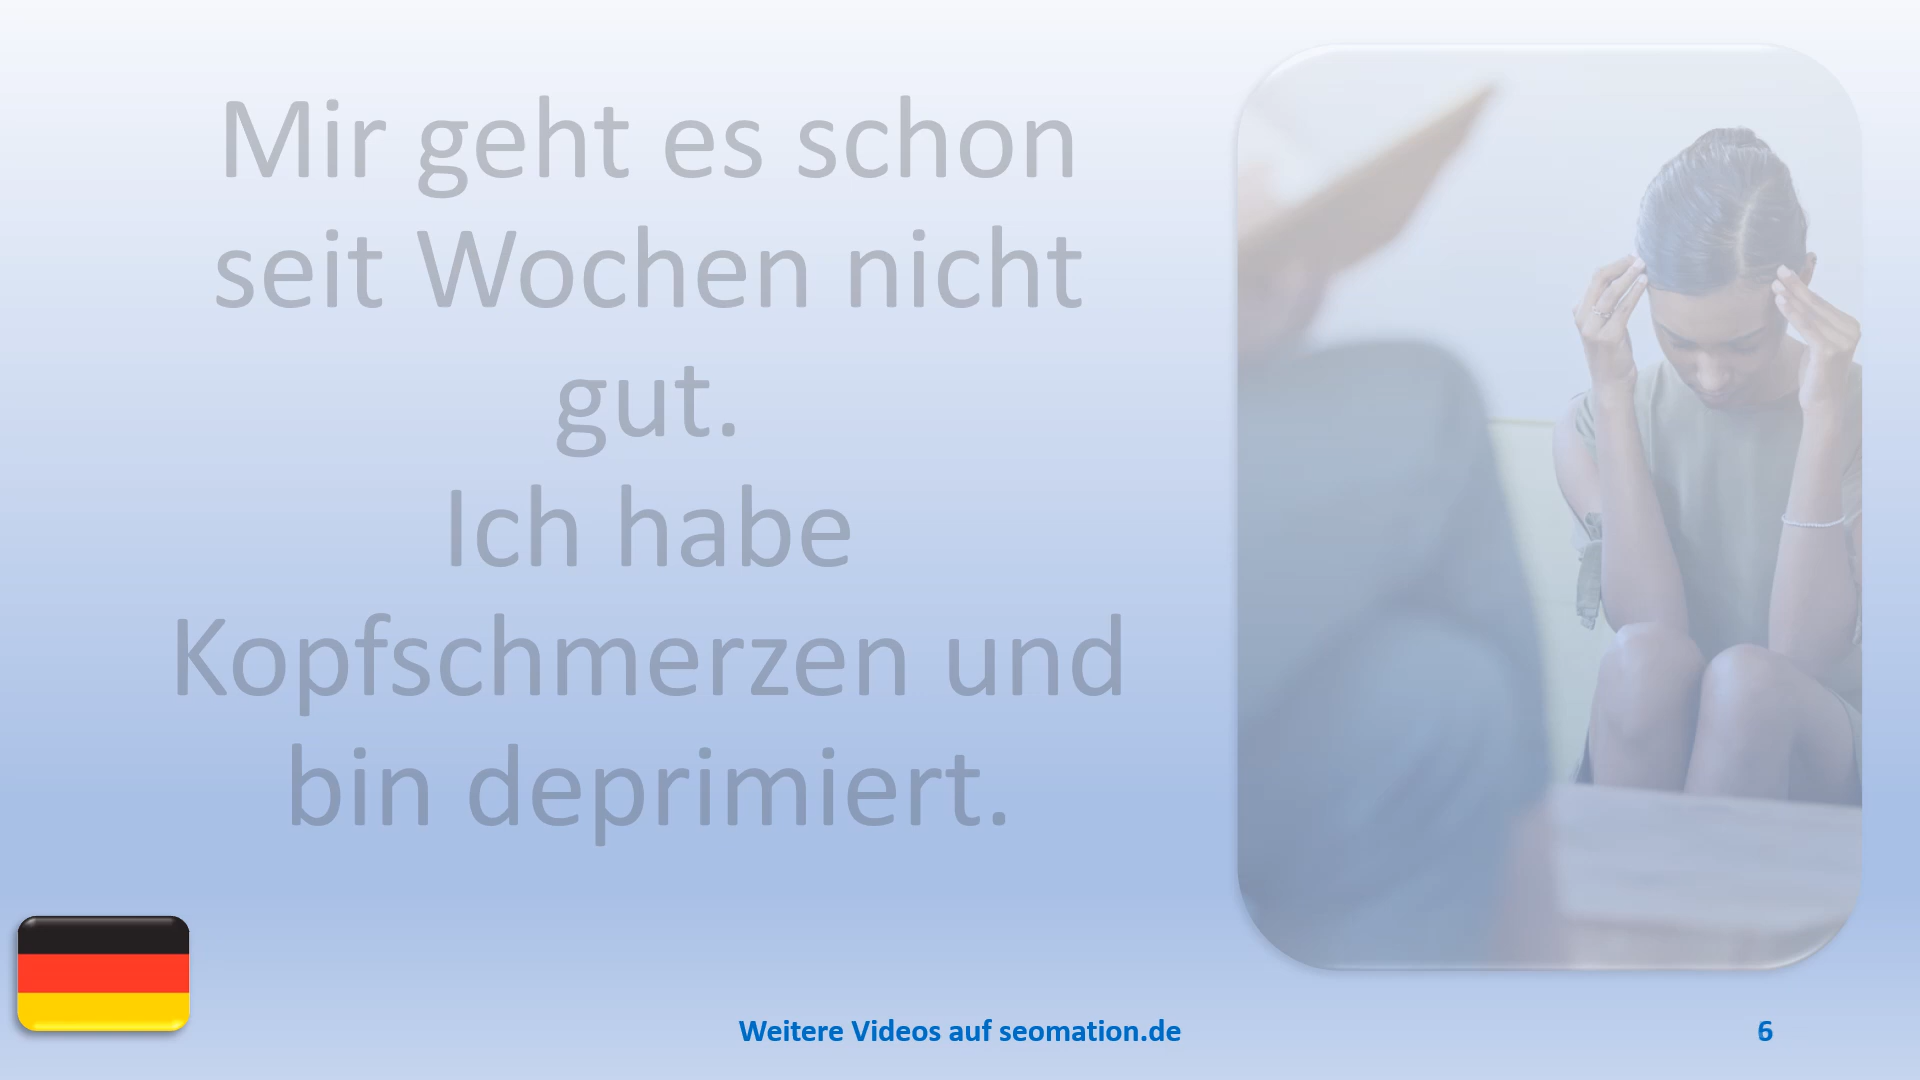 Mir geht es schon
seit Wochen nicht
gut.
Ich habe
Kopfschmerzen und
bin deprimiert.
Weitere Videos auf seomation.de
6